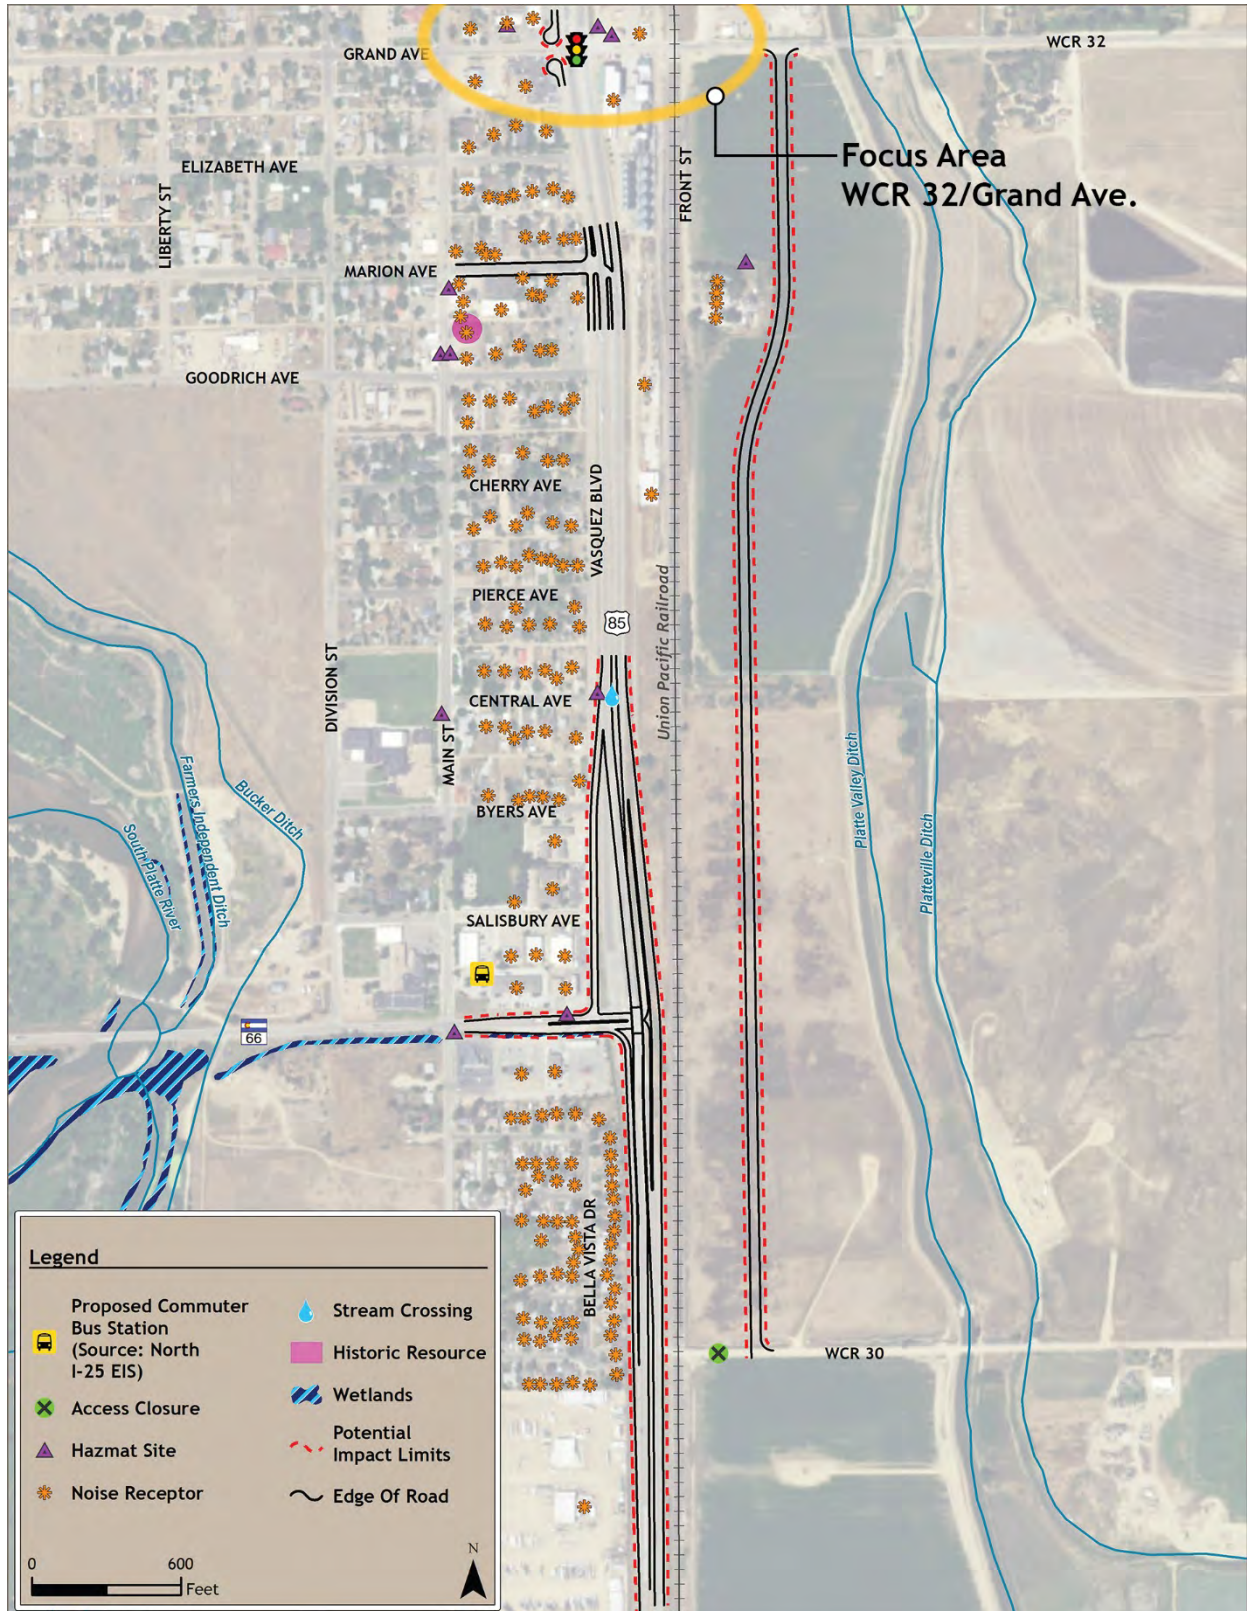 GRAND AVE
WCR 32
Focus Area
WCR 32/Grand Ave.
ELIZABETH AVE
LIBERTY ST
FRONT ST
MARION AVE
GOODRICH AVE
CHERRY AVE
VASQUEZ BLVD
PIERCE AVE
85
Union Pacific Railroad
DIVISION ST
CENTRAL AVE
MAIN ST
BYERS AVE
Platte Valley Ditch
Platteville Ditch
Farmers Independent Ditch
Bucker Ditch
South Platte River
SALISBURY AVE
66
BELLA VISTA DR
WCR 30
Legend
Proposed Commuter
Bus Station
(Source: North
I-25 EIS)
Access Closure
Hazmat Site
Noise Receptor
Stream Crossing
Historic Resource
Wetlands
Potential
Impact Limits
Edge Of Road
0
600
Feet
N